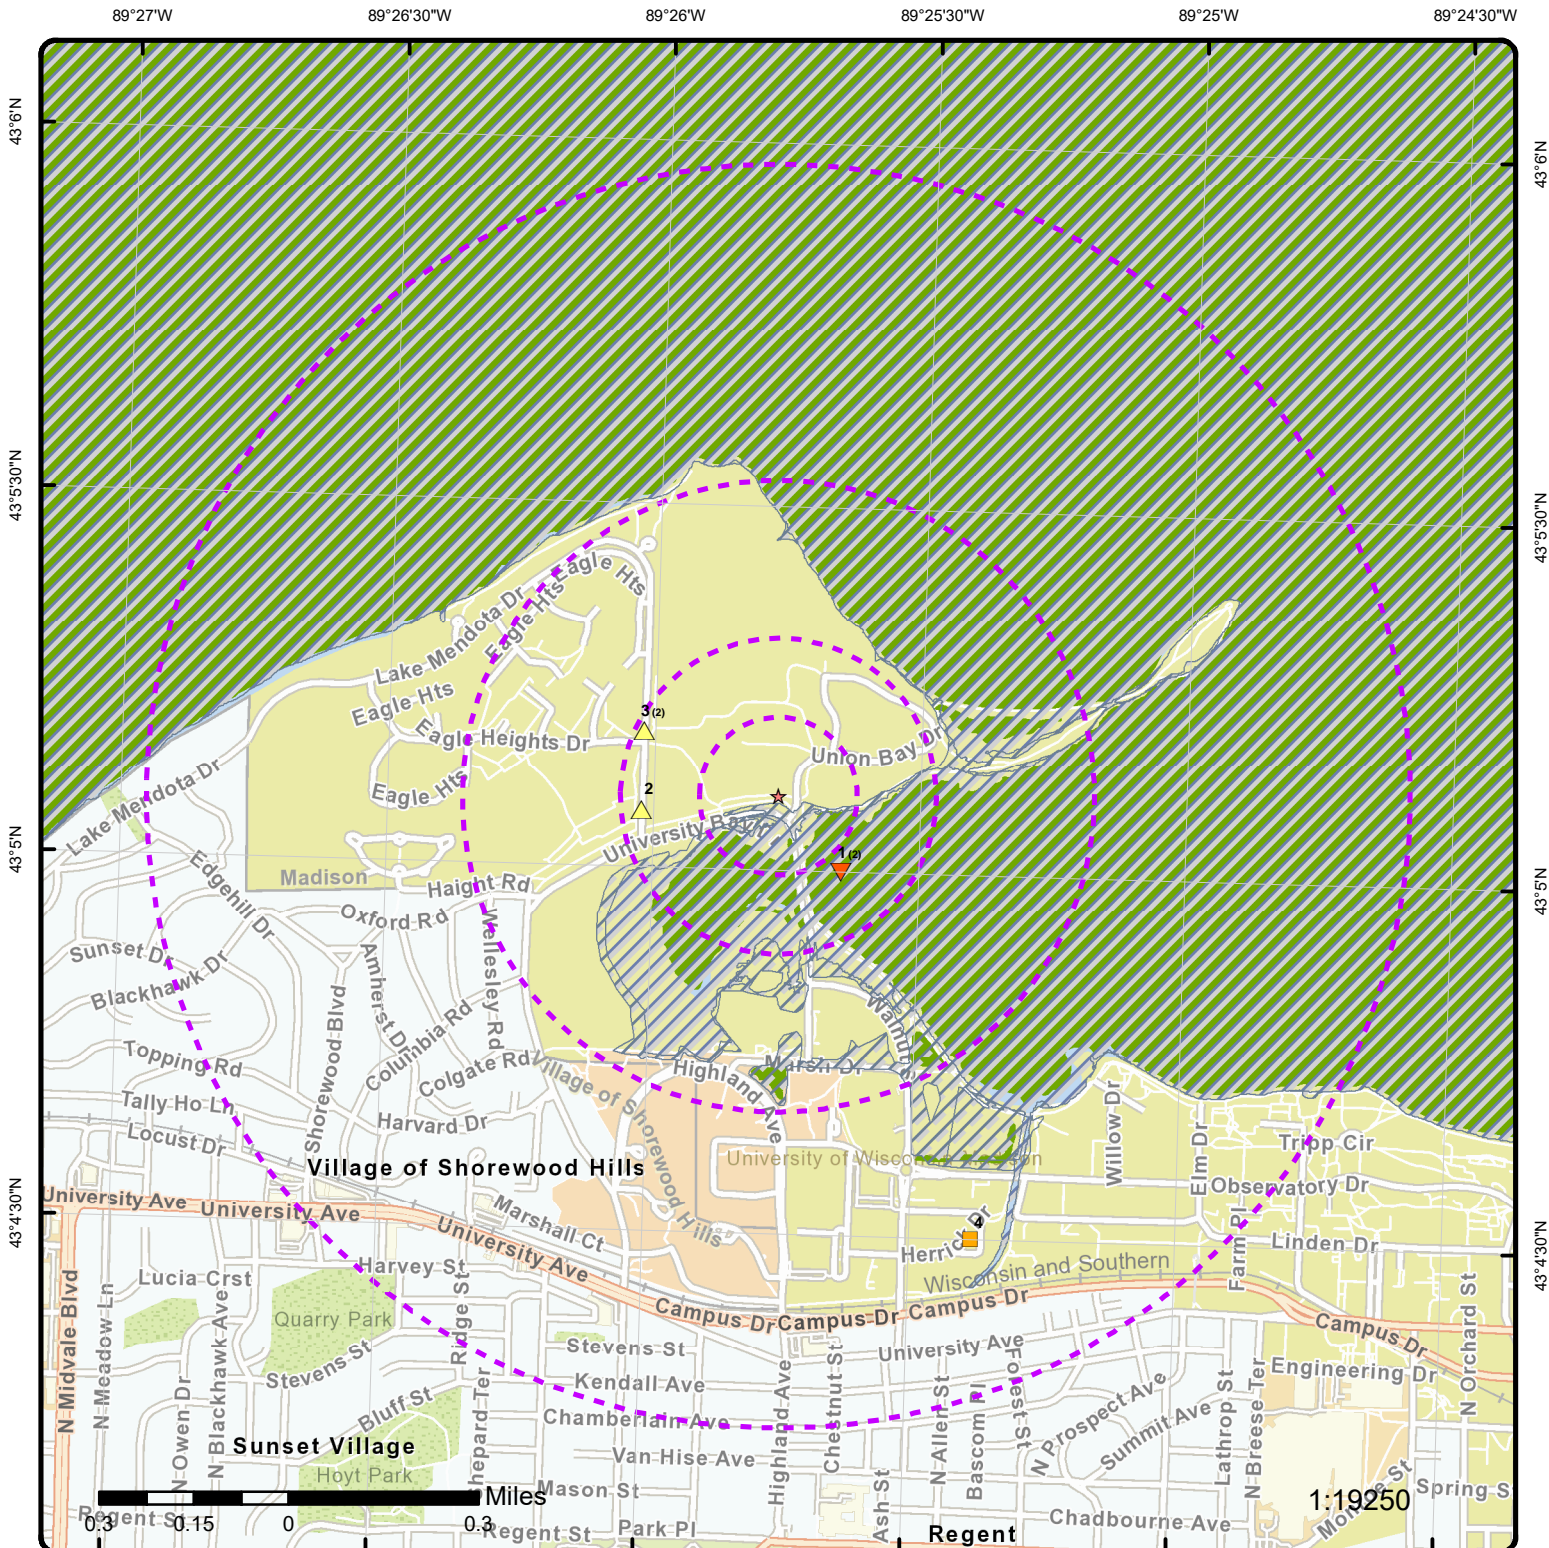 89°27'W 89°26'30"W 89°26'W 89°25'30"W 89°25'W 89°24'30"W
43°6'N
43°6'N
43°5'30"N
43°5'30"N
Eagle Hts
Eagle Hts
Lake Mendota Dr
Eagle Hts
3 (2)
Eagle Heights Dr
Union Bay Dr
Lake Mendota Dr
Eagle Hts
2
University Bay Dr
43°5'N
1 (2)
43°5'N
Edgehill Dr
Madison
Haight Rd
Oxford Rd
Wellesley Rd
Sunset Dr
Amherst Dr
Blackhawk Dr
Shorewood Blvd
Columbia Rd
Walnut S
Topping Rd
Colgate Rd
Village of Shorewood Hills
Highland Ave
Marsh Dr
Tally Ho Ln
Harvard Dr
Willow Dr
Elm Dr
Tripp Cir
Locust Dr
Village of Shorewood Hills
University of Wisconsin Madison
Observatory Dr
43°4'30"N
University Ave
University Ave
University Ave
Marshall Ct
4
Herrick Dr
Farm Pl
Linden Dr
43°4'30"N
Wisconsin and Southern
Lucia Crst
Harvey St
N Midvale Blvd
N Meadow Ln
N Blackhawk Ave
Quarry Park
Ridge St
Campus Dr
Campus Dr
Campus Dr
Campus Dr
N Orchard St
Stevens St
Stevens St
University Ave
Forest St
Engineering Dr
Kendall Ave
N Owen Dr
Bluff St
Shepard Ter
Chamberlain Ave
Highland Ave
Chestnut St
N Allen St
Bascom Pl
N Prospect Ave
Summit Ave
Lathrop St
N Breese Ter
Sunset Village
Van Hise Ave
Hoyt Park
Mason St
Ash St
Spring S
Miles
1:19250
Monroe St
0.3 0.15 0 0.3
Regent S
Regent St
Park Pl
Regent
Chadbourne Ave